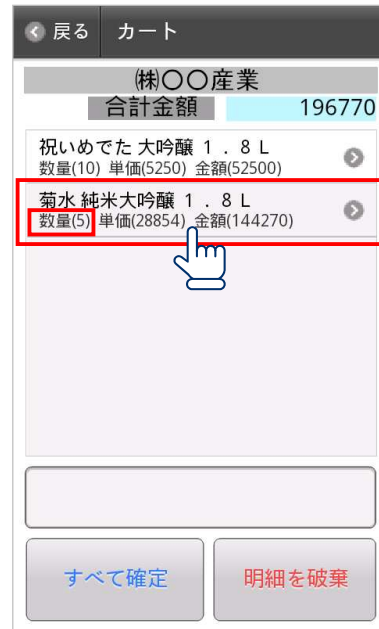 戻る カート
㈱〇〇産業
合計金額 196770
祝いめでた 大吟醸 １．８Ｌ
数量(10) 単価(5250) 金額(52500)
菊水 純米大吟醸 １．８Ｌ
数量(5) 単価(28854) 金額(144270)
すべて確定 明細を破棄